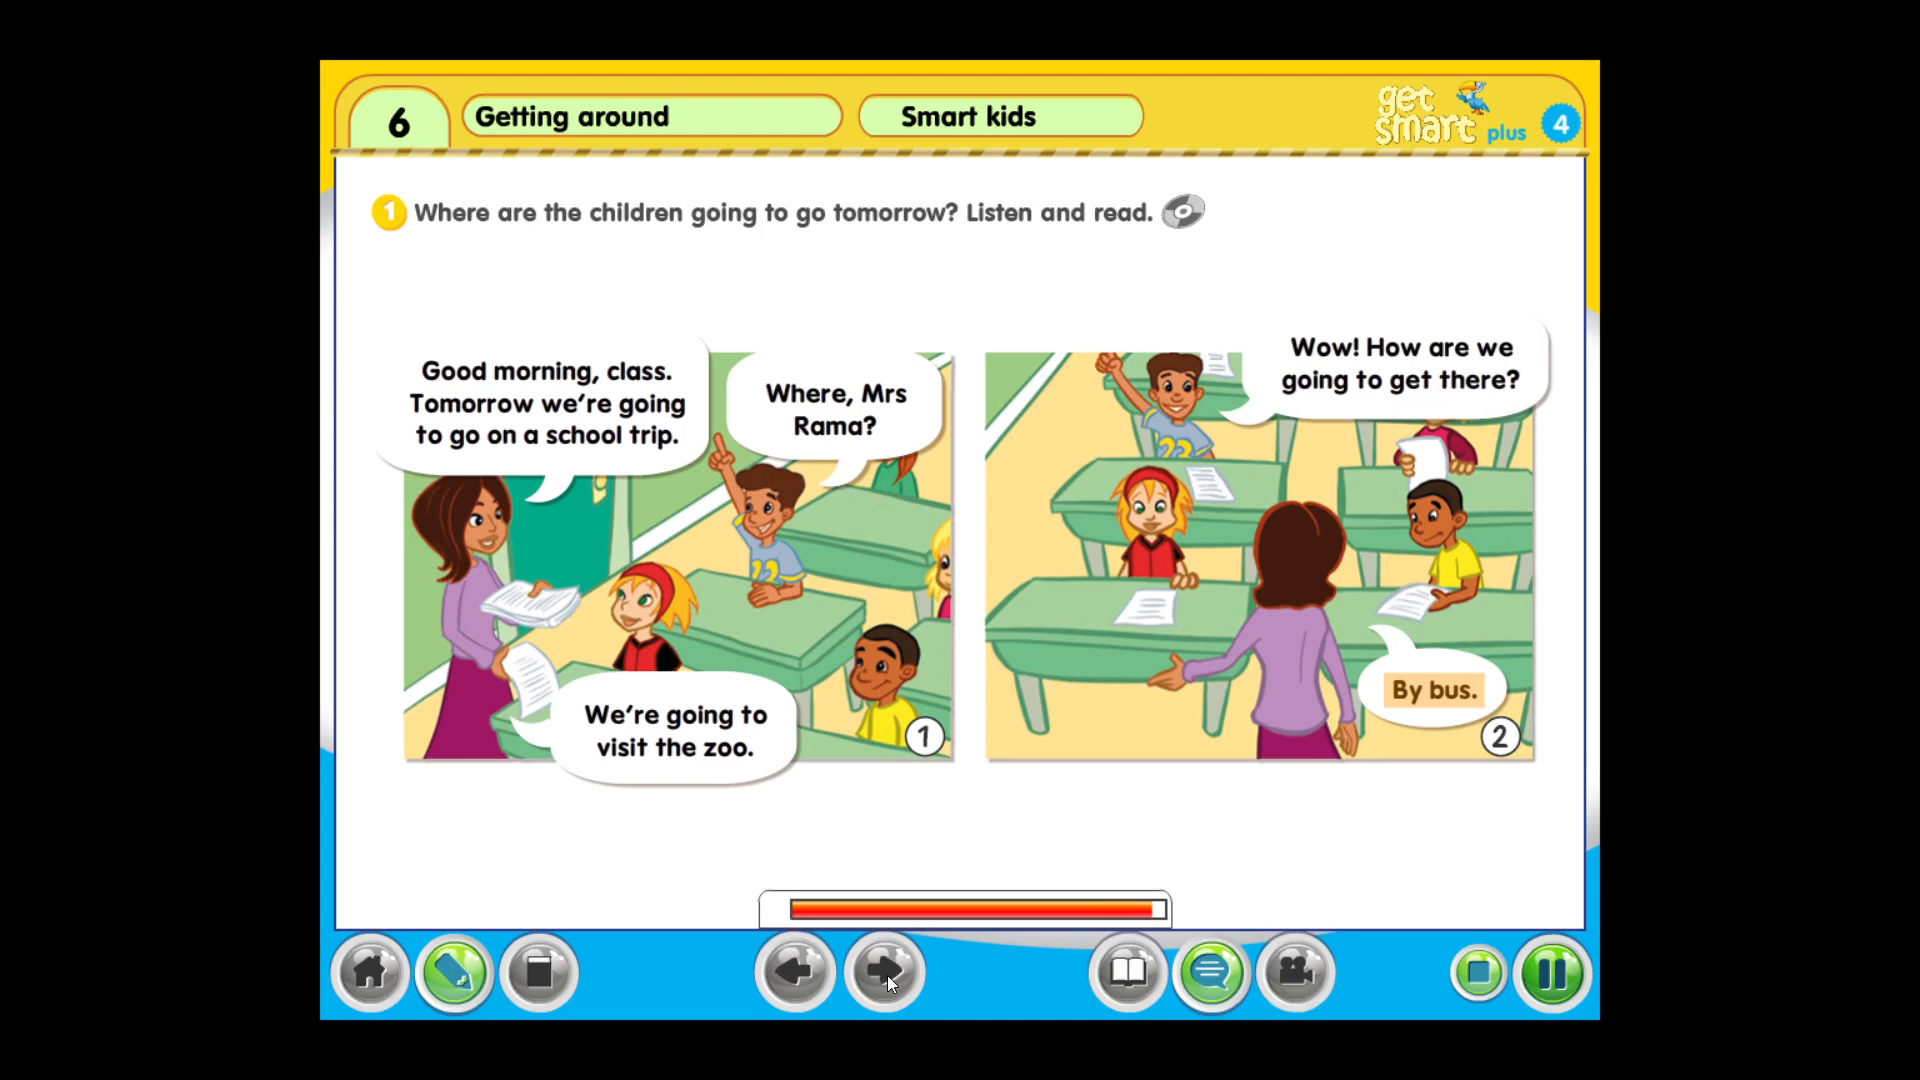 6
Getting around
Smart kids
get
smart
plus
4
1
Where are the children going to go tomorrow? Listen and read.
Good morning, class.
Tomorrow we're going
to go on a school trip.
Where, Mrs
Rama?
We're going to
visit the zoo.
22
1
Wow! How are we
going to get there?
22
By bus.
2